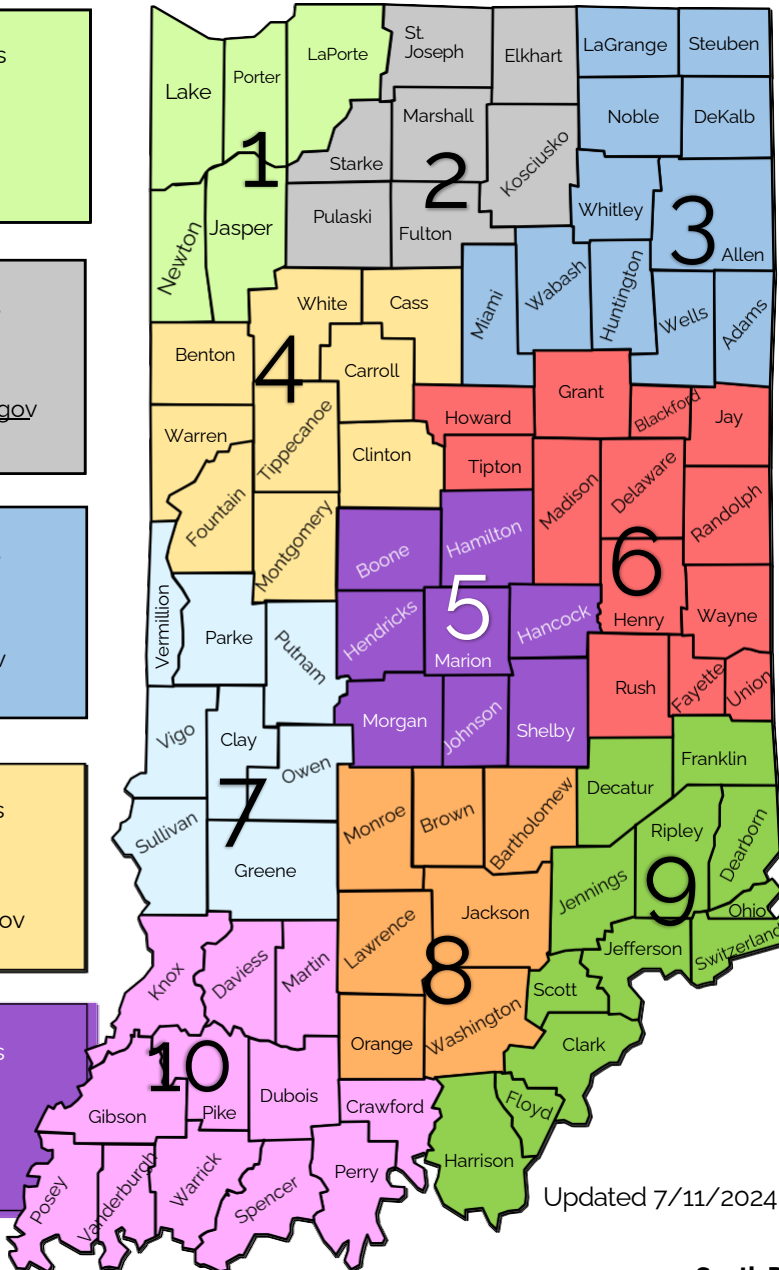 s
gov
v
s
ov
s
St.
Joseph
LaPorte
Elkhart
LaGrange
Steuben
Lake
Porter
Marshall
Noble
DeKalb
Starke
Kosciusko
1
2
3
Newton
Jasper
Pulaski
Fulton
Whitley
Allen
White
Cass
Miami
Wabash
Huntington
Wells
Adams
Benton
4
Carroll
Grant
Blackford
Jay
Howard
Warren
Tippecanoe
Clinton
Tipton
Madison
Delaware
Randolph
Fountain
Montgomery
Boone
Hamilton
6
Vermillion
Parke
Putnam
Hendricks
5
Marion
Hancock
Henry
Wayne
Rush
Fayette
Union
Vigo
Clay
Owen
Morgan
Johnson
Shelby
Franklin
7
Decatur
Sullivan
Monroe
Brown
Bartholomew
Ripley
Dearborn
Greene
Jennings
9
Ohio
Lawrence
Jackson
Jefferson
Switzerland
Knox
Daviess
Martin
8
Scott
Orange
Washington
Clark
10
Gibson
Pike
Dubois
Crawford
Floyd
Harrison
Posey
Vanderburgh
Warrick
Spencer
Perry
Updated 7/11/2024